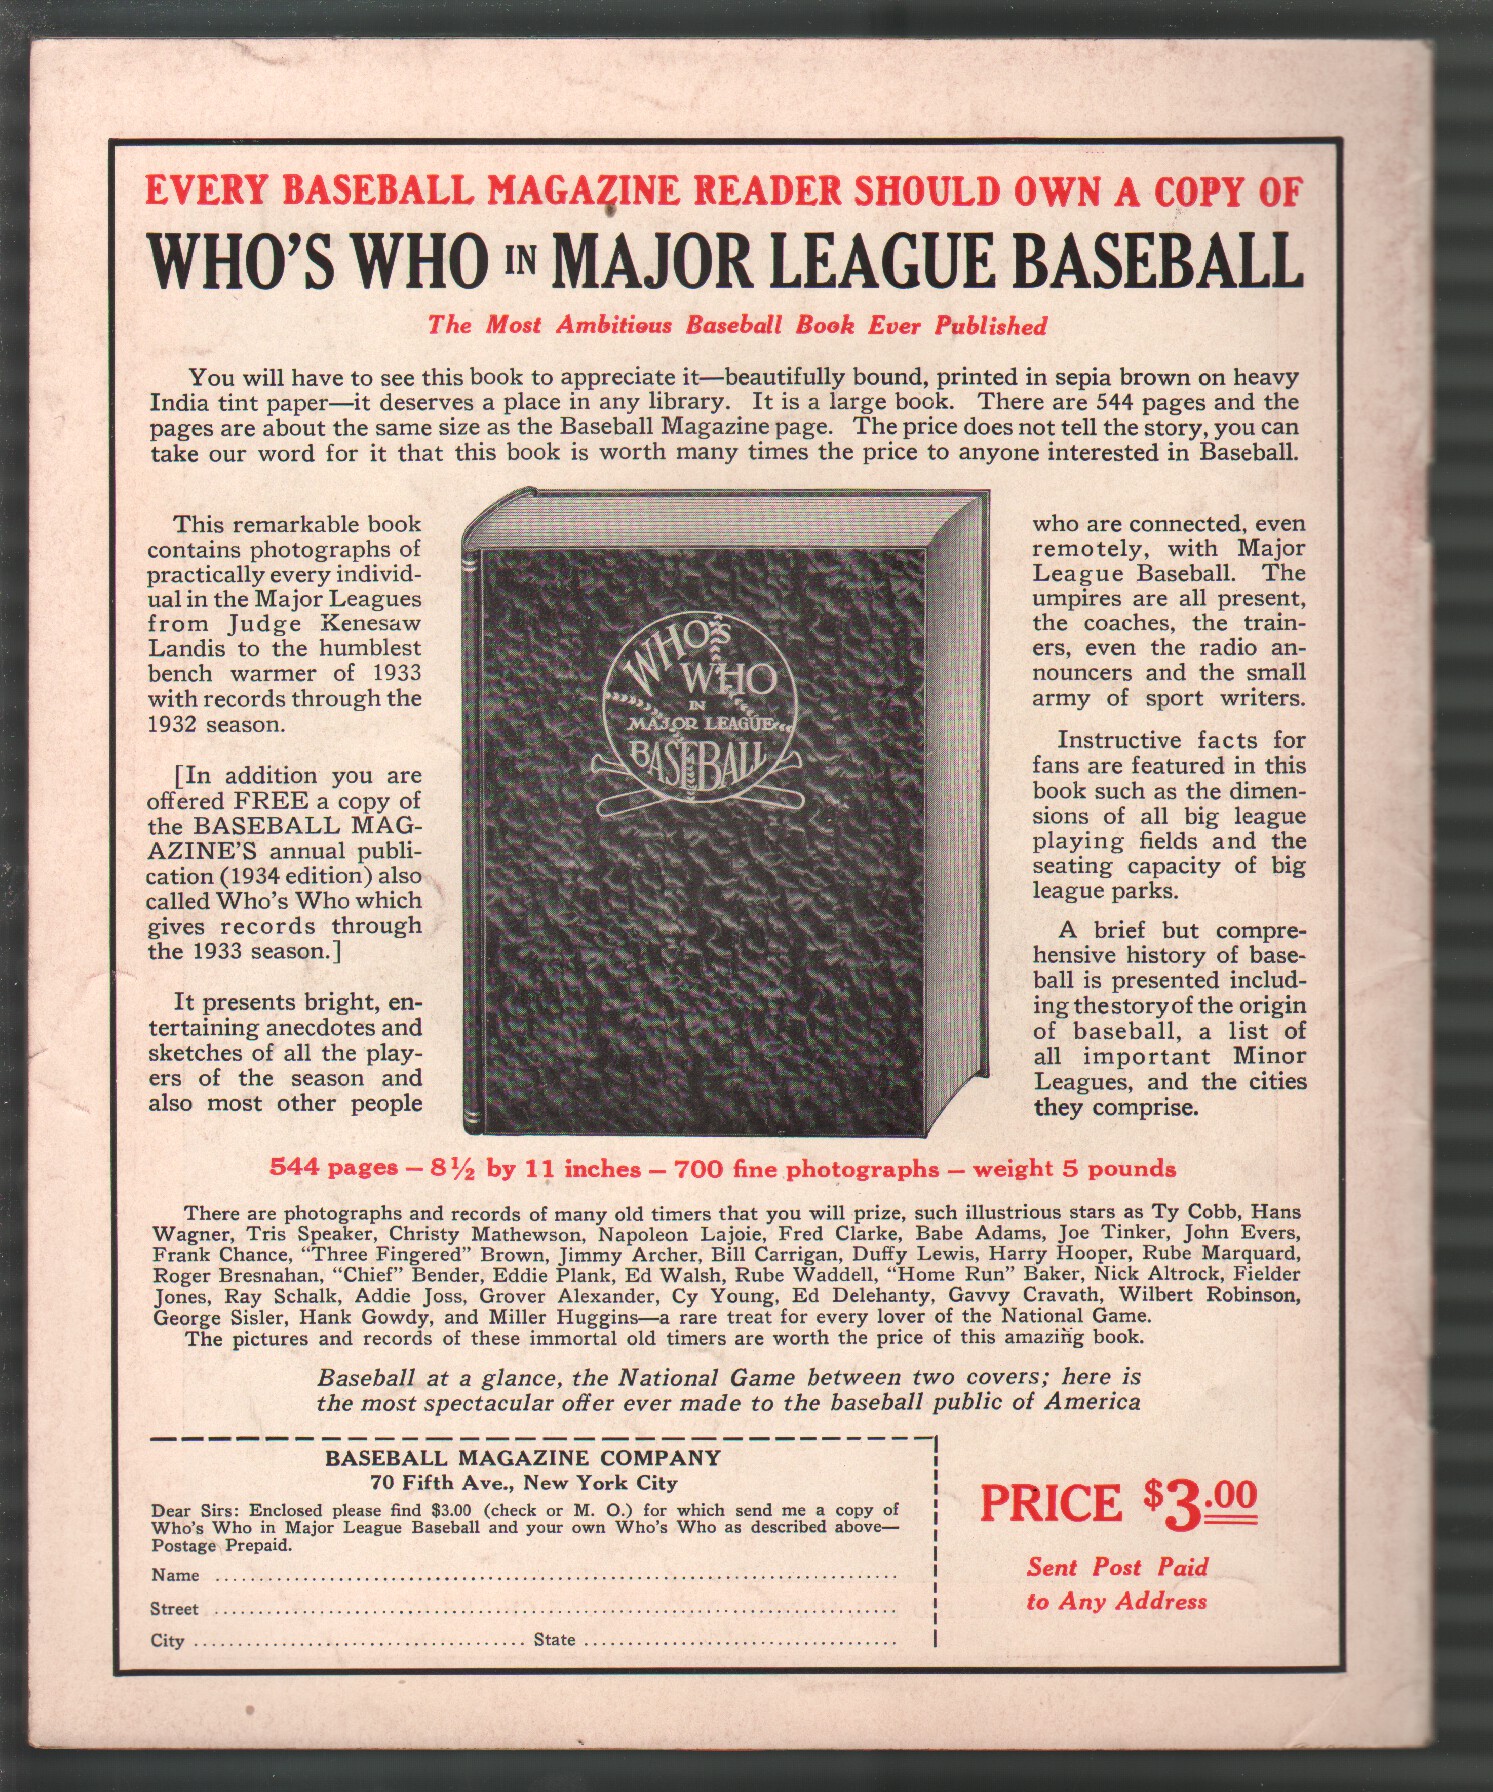 EVERY BASEBALL MAGAZINE READER SHOULD OWN A COPY OF
WHO'S WHO IN MAJOR LEAGUE BASEBALL
The Most Ambitious Baseball Book Ever Published
You will have to see this book to appreciate it—beautifully bound, printed in sepia brown on heavy
India tint paper—it deserves a place in any library. It is a large book. There are 544 pages and the
pages are about the same size as the Baseball Magazine page. The price does not tell the story, you can
take our word for it that this book is worth many times the price to anyone interested in Baseball.
This remarkable book
contains photographs of
practically every individ-
ual in the Major Leagues
from Judge Kenesaw
Landis to the humblest
bench warmer of 1933
with records through the
1932 season.
[In addition you are
offered FREE a copy of
the BASEBALL MAG-
AZINE'S annual publi-
cation (1934 edition) also
called Who's Who which
gives records through
the 1933 season.]
It presents bright, en-
tertaining anecdotes and
sketches of all the play-
ers of the season and
also most other people
WHO'S
WHO
IN
MAJOR LEAGUE
BASEBALL
who are connected, even
remotely, with Major
League Baseball. The
umpires are all present,
the coaches, the train-
ers, even the radio an-
nouncers and the small
army of sport writers.
Instructive facts for
fans are featured in this
book such as the dimen-
sions of all big league
playing fields and the
seating capacity of big
league parks.
A brief but compre-
hensive history of base-
ball is presented includ-
ing the story of the origin
of baseball, a list of
all important Minor
Leagues, and the cities
they comprise.
544 pages — 8½ by 11 inches — 700 fine photographs — weight 5 pounds
There are photographs and records of many old timers that you will prize, such illustrious stars as Ty Cobb, Hans
Wagner, Tris Speaker, Christy Mathewson, Napoleon Lajoie, Fred Clarke, Babe Adams, Joe Tinker, John Evers,
Frank Chance, "Three Fingered" Brown, Jimmy Archer, Bill Carrigan, Duffy Lewis, Harry Hooper, Rube Marquard,
Roger Bresnahan, "Chief" Bender, Eddie Plank, Ed Walsh, Rube Waddell, "Home Run" Baker, Nick Altrock, Fielder
Jones, Ray Schalk, Addie Joss, Grover Alexander, Cy Young, Ed Delehanty, Gavvy Cravath, Wilbert Robinson,
George Sisler, Hank Gowdy, and Miller Huggins—a rare treat for every lover of the National Game.
The pictures and records of these immortal old timers are worth the price of this amazing book.
Baseball at a glance, the National Game between two covers; here is
the most spectacular offer ever made to the baseball public of America
BASEBALL MAGAZINE COMPANY
70 Fifth Ave., New York City
Dear Sirs: Enclosed please find $3.00 (check or M. O.) for which send me a copy of
Who's Who in Major League Baseball and your own Who's Who as described above—
Postage Prepaid.
Name
Street
City State
PRICE $3.00
Sent Post Paid
to Any Address